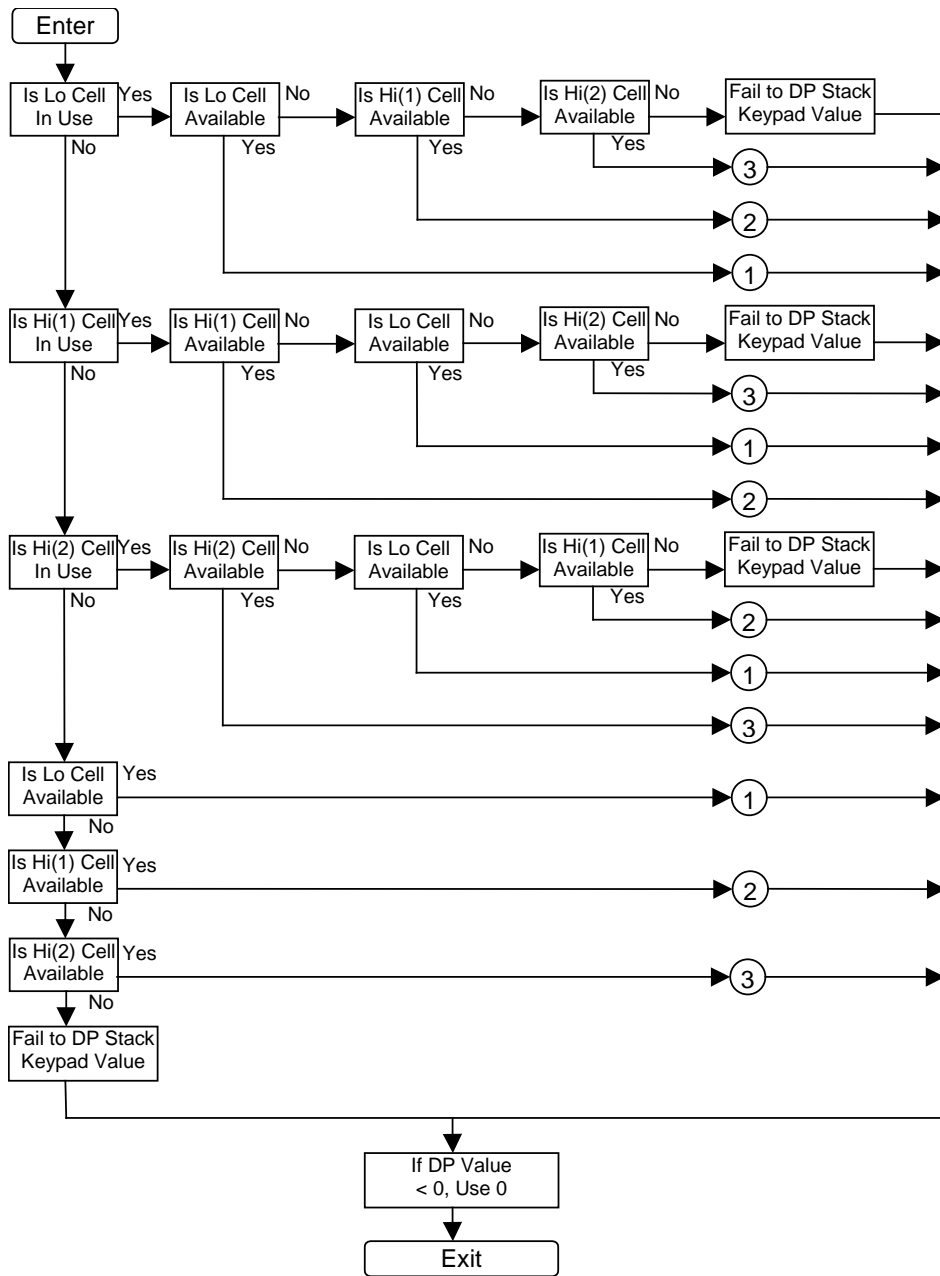 Enter
Is Lo Cell
In Use
Yes
Is Lo Cell
Available
No
Is Hi(1) Cell
Available
No
Is Hi(2) Cell
Available
No
Fail to DP Stack
Keypad Value
No
Yes
Yes
Yes
3
2
1
Is Hi(1) Cell
In Use
Yes
Is Hi(1) Cell
Available
No
Is Lo Cell
Available
No
Is Hi(2) Cell
Available
No
Fail to DP Stack
Keypad Value
No
Yes
Yes
Yes
3
1
2
Is Hi(2) Cell
In Use
Yes
Is Hi(2) Cell
Available
No
Is Lo Cell
Available
No
Is Hi(1) Cell
Available
No
Fail to DP Stack
Keypad Value
No
Yes
Yes
Yes
2
1
3
Is Lo Cell
Available
Yes
1
No
Is Hi(1) Cell
Available
Yes
2
No
Is Hi(2) Cell
Available
Yes
3
No
Fail to DP Stack
Keypad Value
If DP Value
< 0, Use 0
Exit